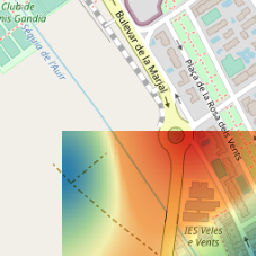 Club de
nis Gandia
Séquia de l'Auir
Bulevar de la Marjal
Plaça de la Rosa dels Vents
IES Veles
e Vents